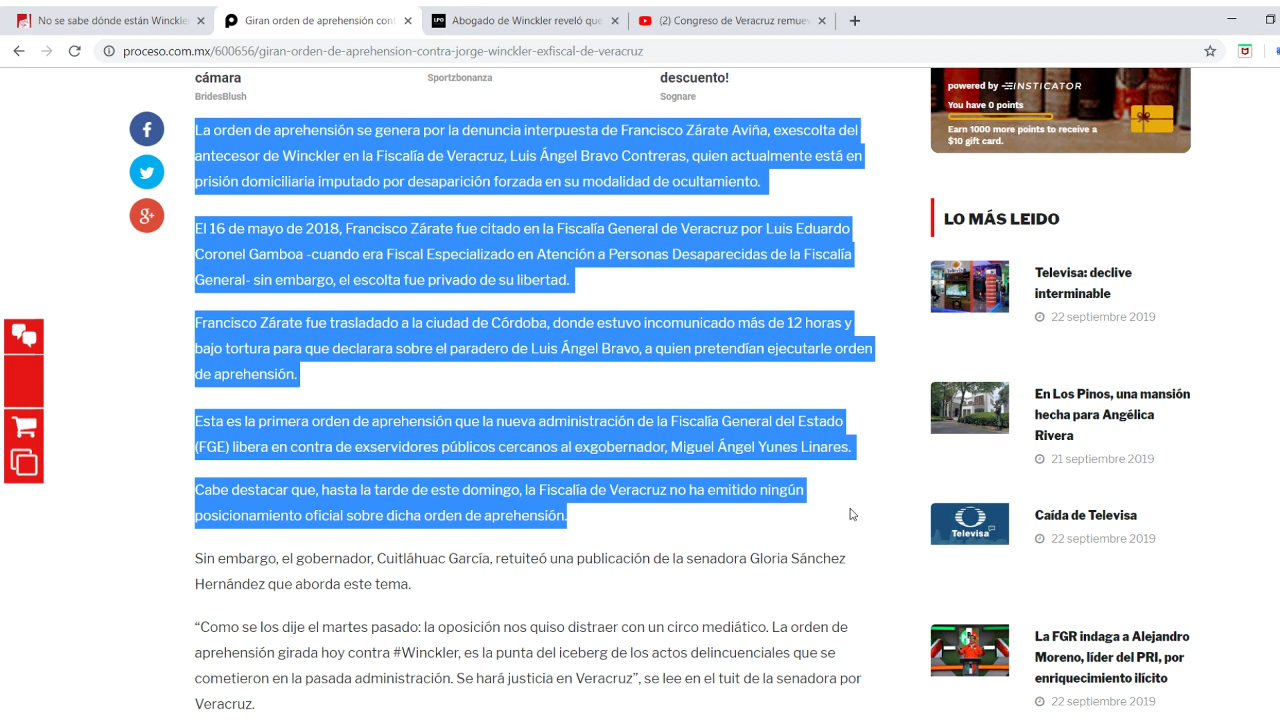 No se sabe dónde están Winckle
Giran orden de aprehensión con
LPO
Abogado de Winckler reveló que
(2) Congreso de Veracruz remue
proceso.com.mx/600656/giran-orden-de-aprehension-contra-jorge-winckler-exfiscal-de-veracruz
cámara
BridesBlush
Sportzbonanza
descuento!
Sognare
La orden de aprehensión se genera por la denuncia interpuesta de Francisco Zárate Aviña, exescolta del
antecesor de Winckler en la Fiscalía de Veracruz, Luis Ángel Bravo Contreras, quien actualmente está en
prisión domiciliaria imputado por desaparición forzada en su modalidad de ocultamiento.
El 16 de mayo de 2018, Francisco Zárate fue citado en la Fiscalía General de Veracruz por Luis Eduardo
Coronel Gamboa -cuando era Fiscal Especializado en Atención a Personas Desaparecidas de la Fiscalía
General- sin embargo, el escolta fue privado de su libertad.
Francisco Zárate fue trasladado a la ciudad de Córdoba, donde estuvo incomunicado más de 12 horas y
bajo tortura para que declarara sobre el paradero de Luis Ángel Bravo, a quien pretendían ejecutarle orden
de aprehensión.
Esta es la primera orden de aprehensión que la nueva administración de la Fiscalía General del Estado
(FGE) libera en contra de exservidores públicos cercanos al exgobernador, Miguel Ángel Yunes Linares.
Cabe destacar que, hasta la tarde de este domingo, la Fiscalía de Veracruz no ha emitido ningún
posicionamiento oficial sobre dicha orden de aprehensión.
Sin embargo, el gobernador, Cuitláhuac García, retuiteó una publicación de la senadora Gloria Sánchez
Hernández que aborda este tema.
“Como se los dije el martes pasado: la oposición nos quiso distraer con un circo mediático. La orden de
aprehensión girada hoy contra #Winckler, es la punta del iceberg de los actos delincuenciales que se
cometieron en la pasada administración. Se hará justicia en Veracruz”, se lee en el tuit de la senadora por
Veracruz.
powered by INSTICATOR
You have 0 points
Earn 1000 more points to receive a
$10 gift card.
LO MÁS LEIDO
Televisa: declive
interminable
22 septiembre 2019
En Los Pinos, una mansión
hecha para Angélica
Rivera
21 septiembre 2019
Televisa
Caída de Televisa
22 septiembre 2019
La FGR indaga a Alejandro
Moreno, líder del PRI, por
enriquecimiento ilícito
22 septiembre 2019